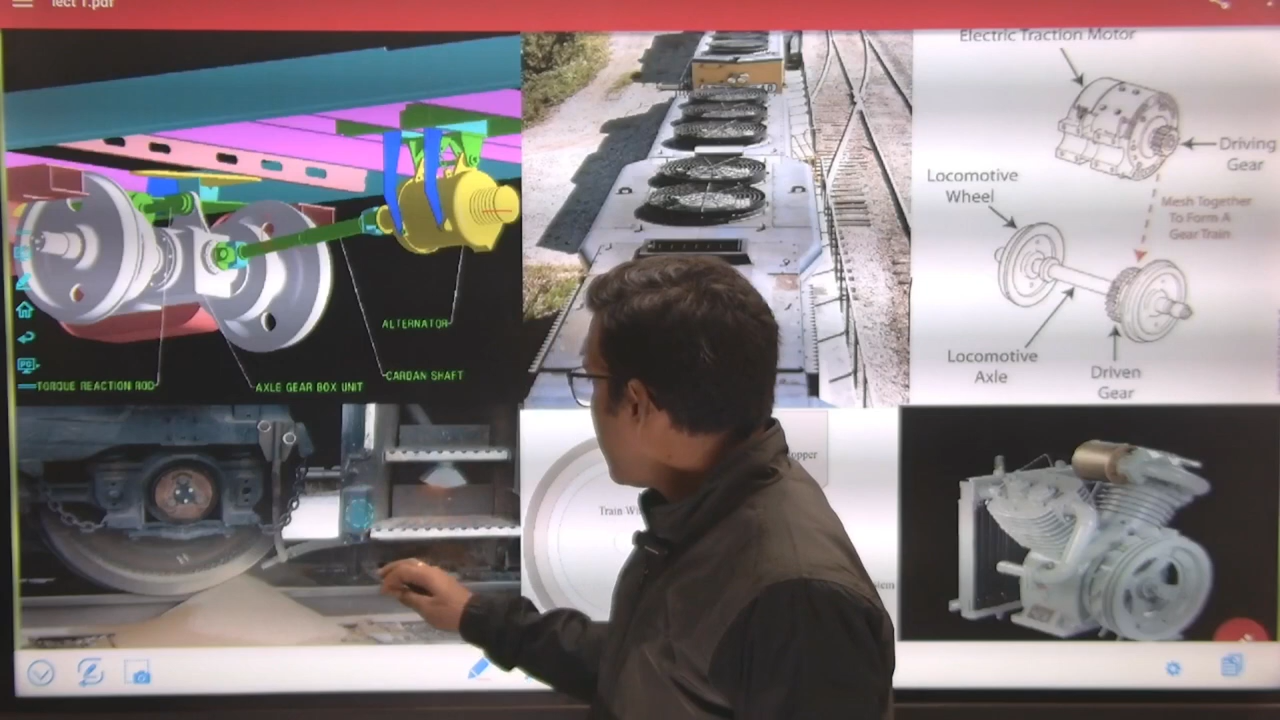 lect 1.pdf
TORQUE REACTION ROD
AXLE GEAR BOX UNIT
CARDAN SHAFT
ALTERNATOR
Electric Traction Motor
Driving
Gear
Locomotive
Wheel
Mesh Together
To Form A
Gear Train
Locomotive
Axle
Driven
Gear
Train